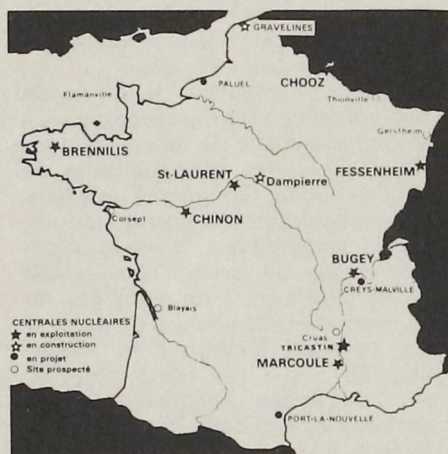 GRAVELINES
PALUEL
CHOOZ
Flamanville
Thionville
Gerstheim
BRENNILIS
St-LAURENT
Dampierre
FESSENHEIM
Corsept
CHINON
BUGEY
CREYS-MALVILLE
Blayais
CENTRALES NUCLÉAIRES
en exploitation
en construction
en projet
Site prospecté
Cruas
TRICASTIN
MARCOULE
PORT-LA-NOUVELLE